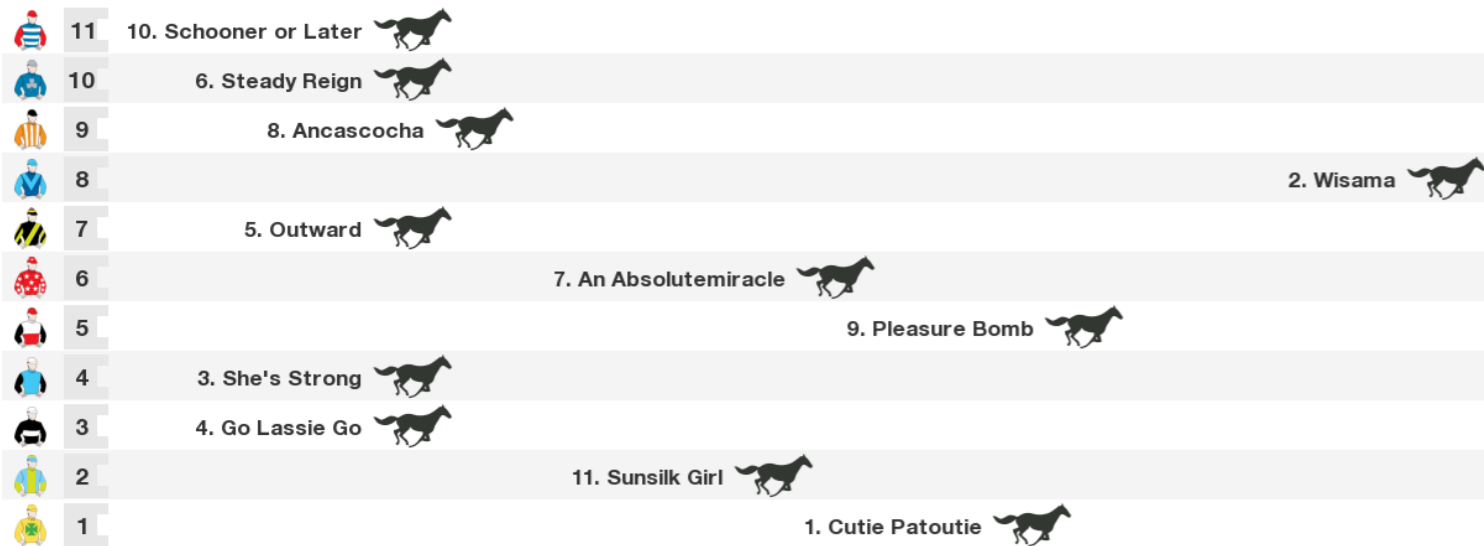 11 10. Schooner or Later
10 6. Steady Reign
9 8. Ancascocha
8 2. Wisama
7 5. Outward
6 7. An Absolutemiracle
5 9. Pleasure Bomb
4 3. She's Strong
3 4. Go Lassie Go
2 11. Sunsilk Girl
1 1. Cutie Patoutie